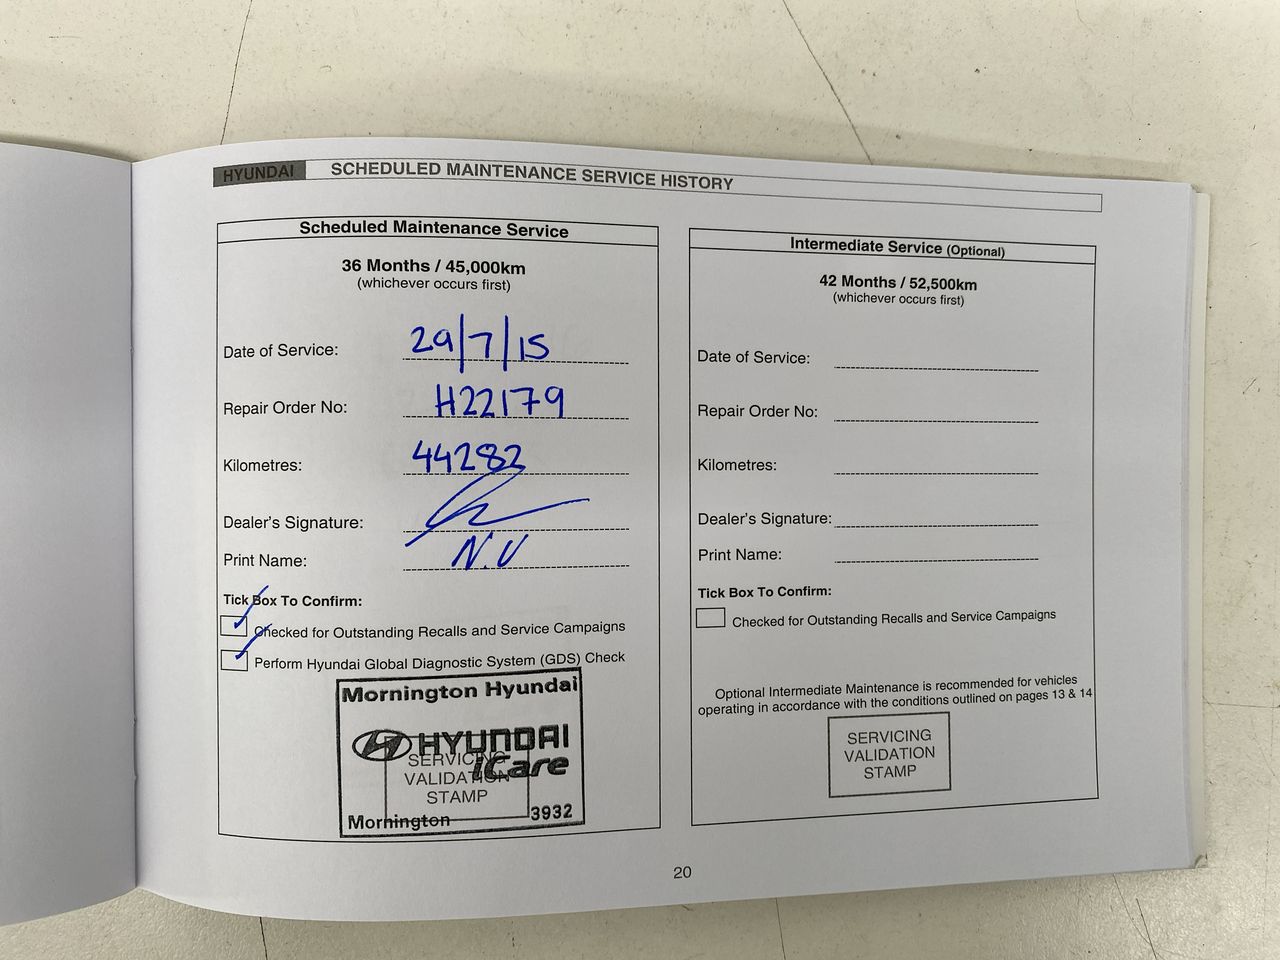 HYUNDAI SCHEDULED MAINTENANCE SERVICE HISTORY
Scheduled Maintenance Service
36 Months / 45,000km
(whichever occurs first)
Date of Service: 29/7/15
Repair Order No: H22179
Kilometres: 44282
Dealer's Signature:
Print Name: N.V
Tick Box To Confirm:
Checked for Outstanding Recalls and Service Campaigns
Perform Hyundai Global Diagnostic System (GDS) Check
Mornington Hyundai
HYUNDAI
iCare
SERVICING
VALIDATION
STAMP
Mornington 3932
Intermediate Service (Optional)
42 Months / 52,500km
(whichever occurs first)
Date of Service:
Repair Order No:
Kilometres:
Dealer's Signature:
Print Name:
Tick Box To Confirm:
Checked for Outstanding Recalls and Service Campaigns
Optional Intermediate Maintenance is recommended for vehicles
operating in accordance with the conditions outlined on pages 13 & 14
SERVICING
VALIDATION
STAMP
20